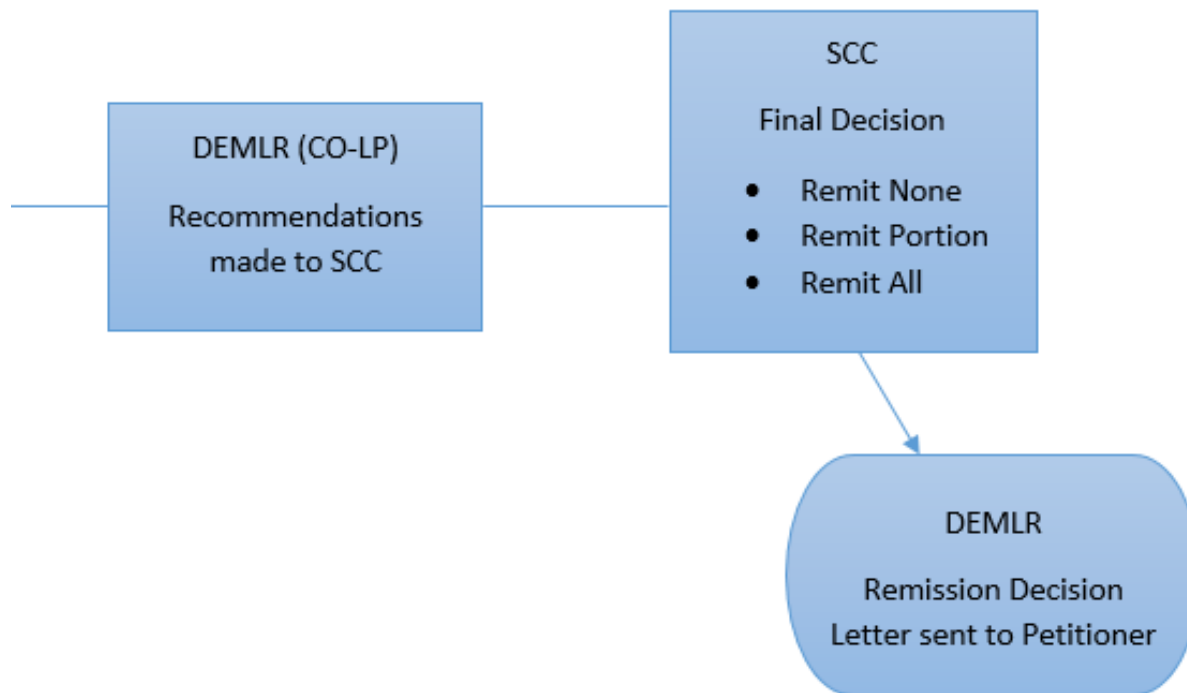 DEMLR (CO-LP)
Recommendations
made to SCC
SCC
Final Decision
• Remit None
• Remit Portion
• Remit All
DEMLR
Remission Decision
Letter sent to Petitioner